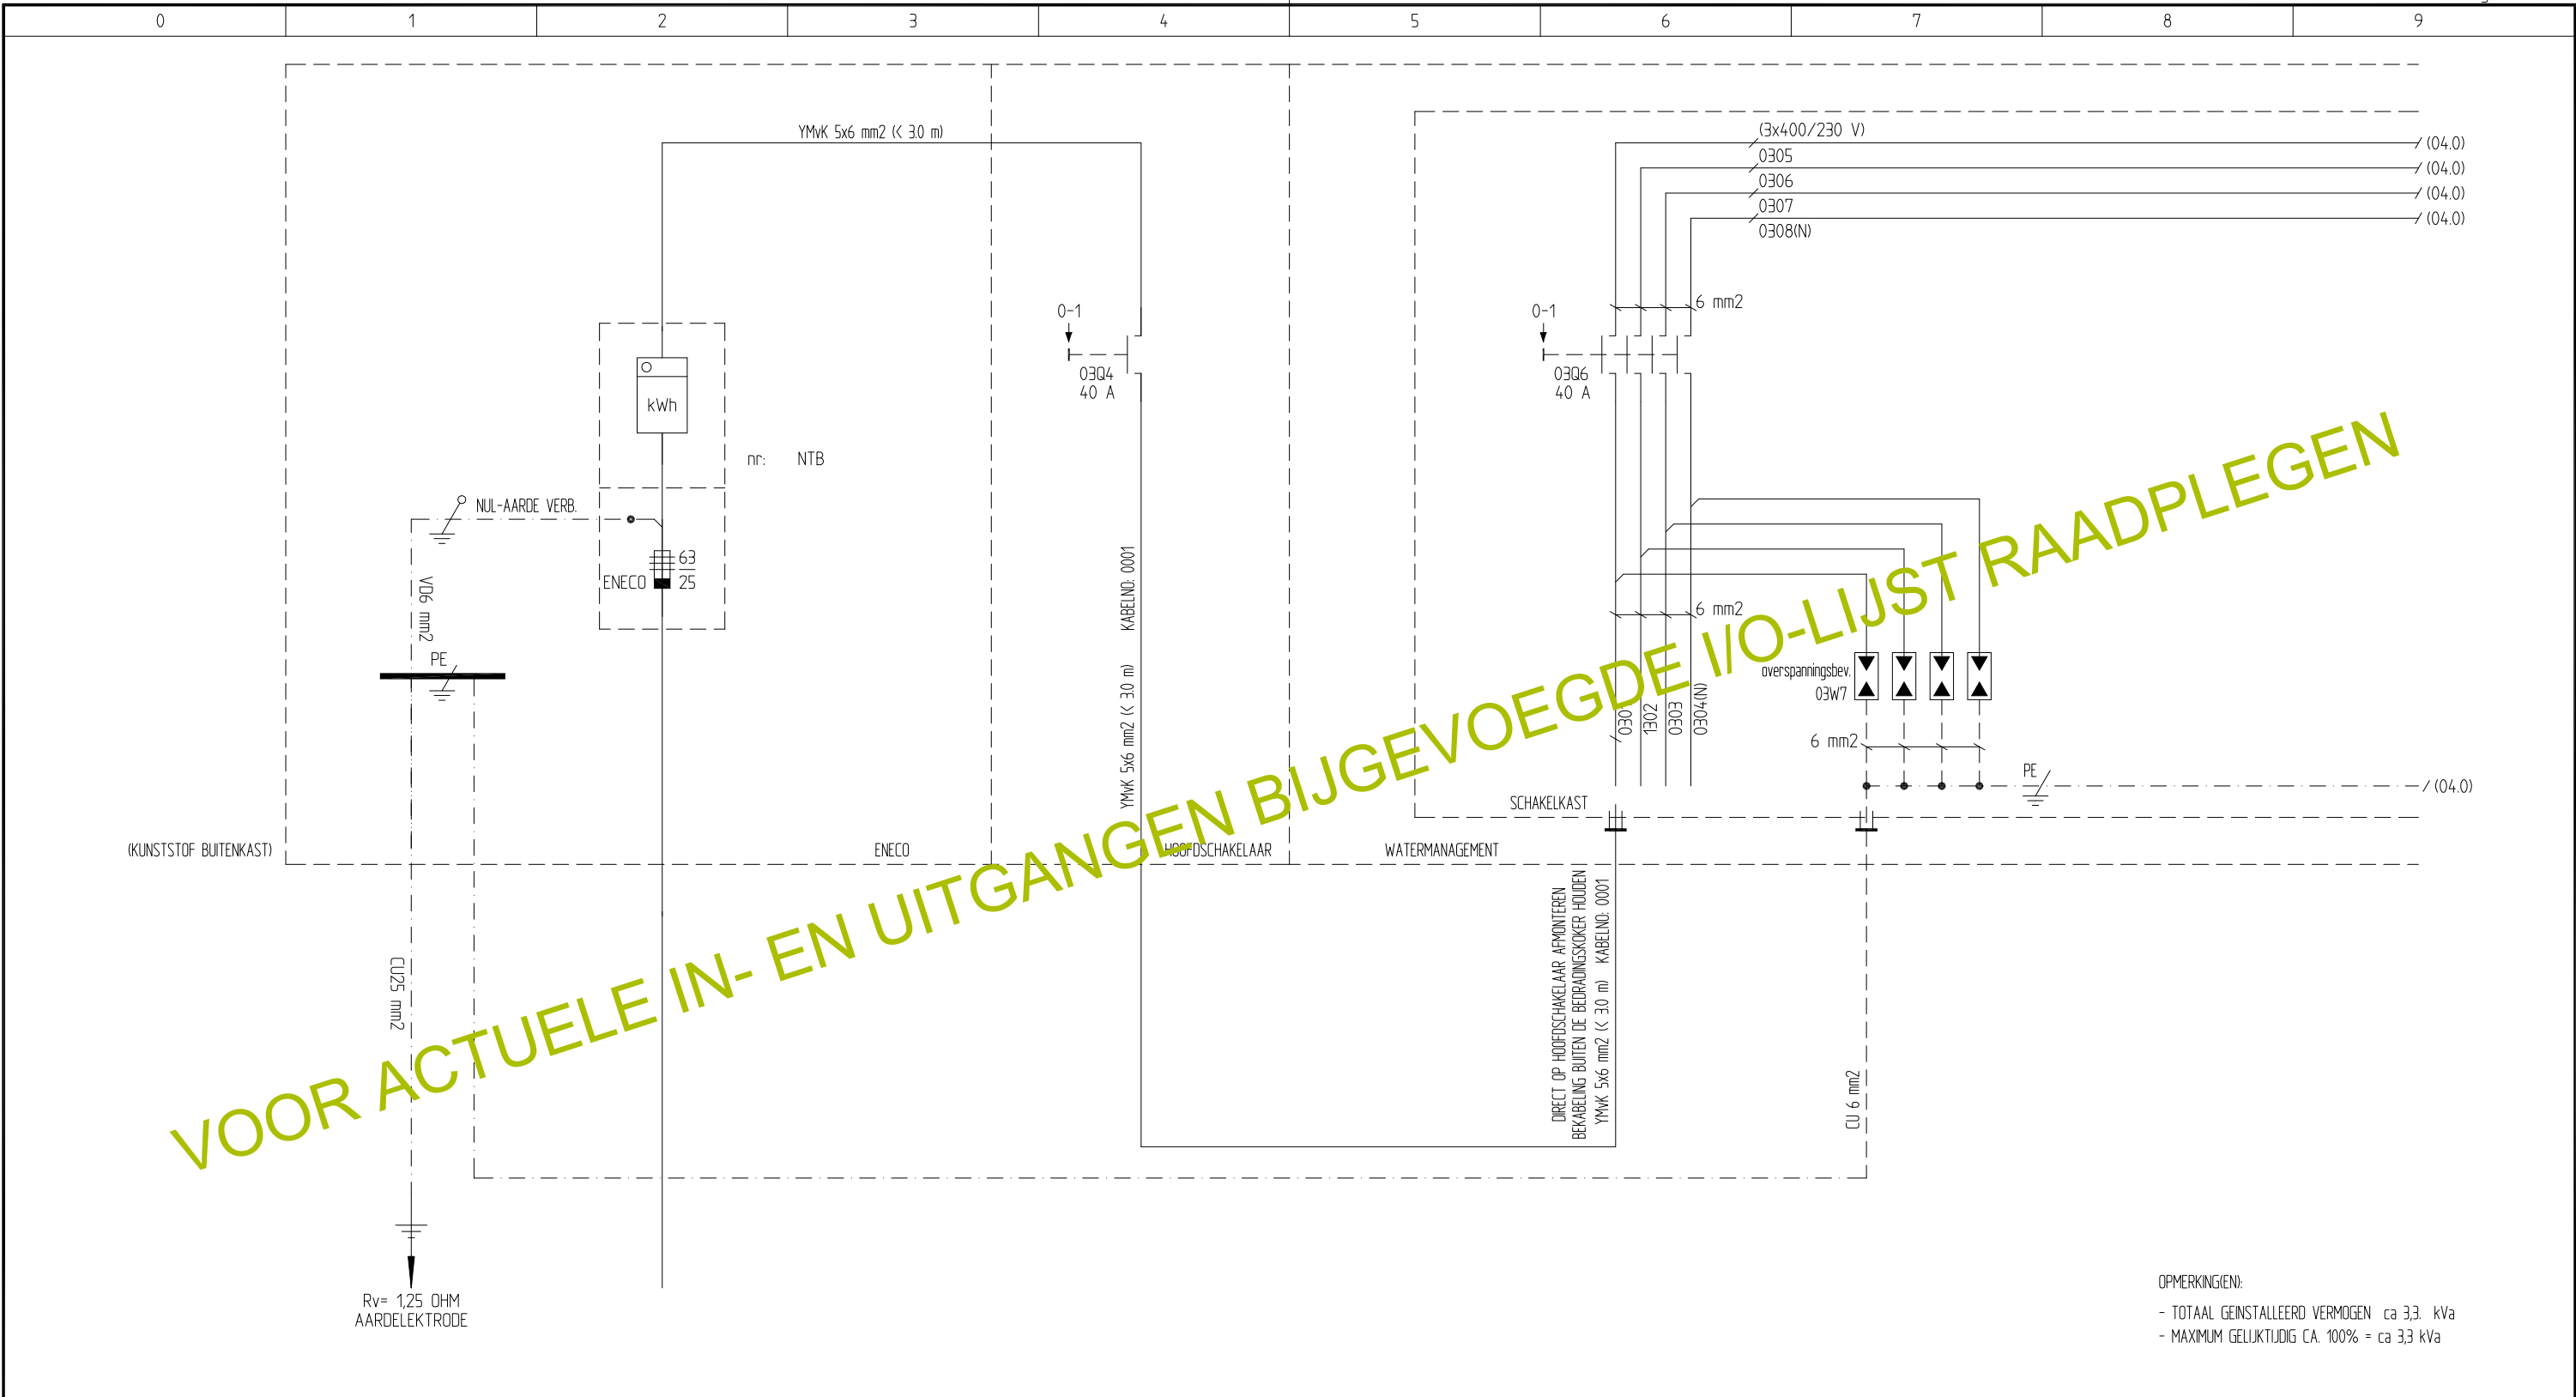 0 1 2 3 4 5 6 7 8 9
YMvK 5x6 mm2 (< 3.0 m)
(3x400/230 V)
/ (04.0)
0305
/ (04.0)
0306
/ (04.0)
0307
/ (04.0)
0308(N)
0-1
03Q4
40 A
0-1
03Q6
40 A
6 mm2
kWh
nr: NTB
NUL-AARDE VERB.
63
ENECO 25
VD6 mm2
PE
KABELNO: 0001
YMvK 5x6 mm2 (< 3.0 m)
6 mm2
1302
0303
0304(N)
overspanningsbev.
03W7
6 mm2
PE
/ (04.0)
SCHAKELKAST
(KUNSTSTOF BUITENKAST)
ENECO
HOOFDSCHAKELAAR
WATERMANAGEMENT
DIRECT OP HOOFDSCHAKELAAR AFMONTEREN
BEKABELING BUITEN DE BEDRADINGSKOKER HOUDEN
YMvK 5x6 mm2 (< 3.0 m) KABELNO: 0001
CU25 mm2
CU 6 mm2
VOOR ACTUELE IN- EN UITGANGEN BIJGEVOEGDE I/O-LIJST RAADPLEGEN
Rv= 1,25 OHM
AARDELEKTRODE
OPMERKING(EN):
- TOTAAL GEINSTALLEERD VERMOGEN ca 3,3. kVa
- MAXIMUM GELIJKTIJDIG CA. 100% = ca 3,3 kVa